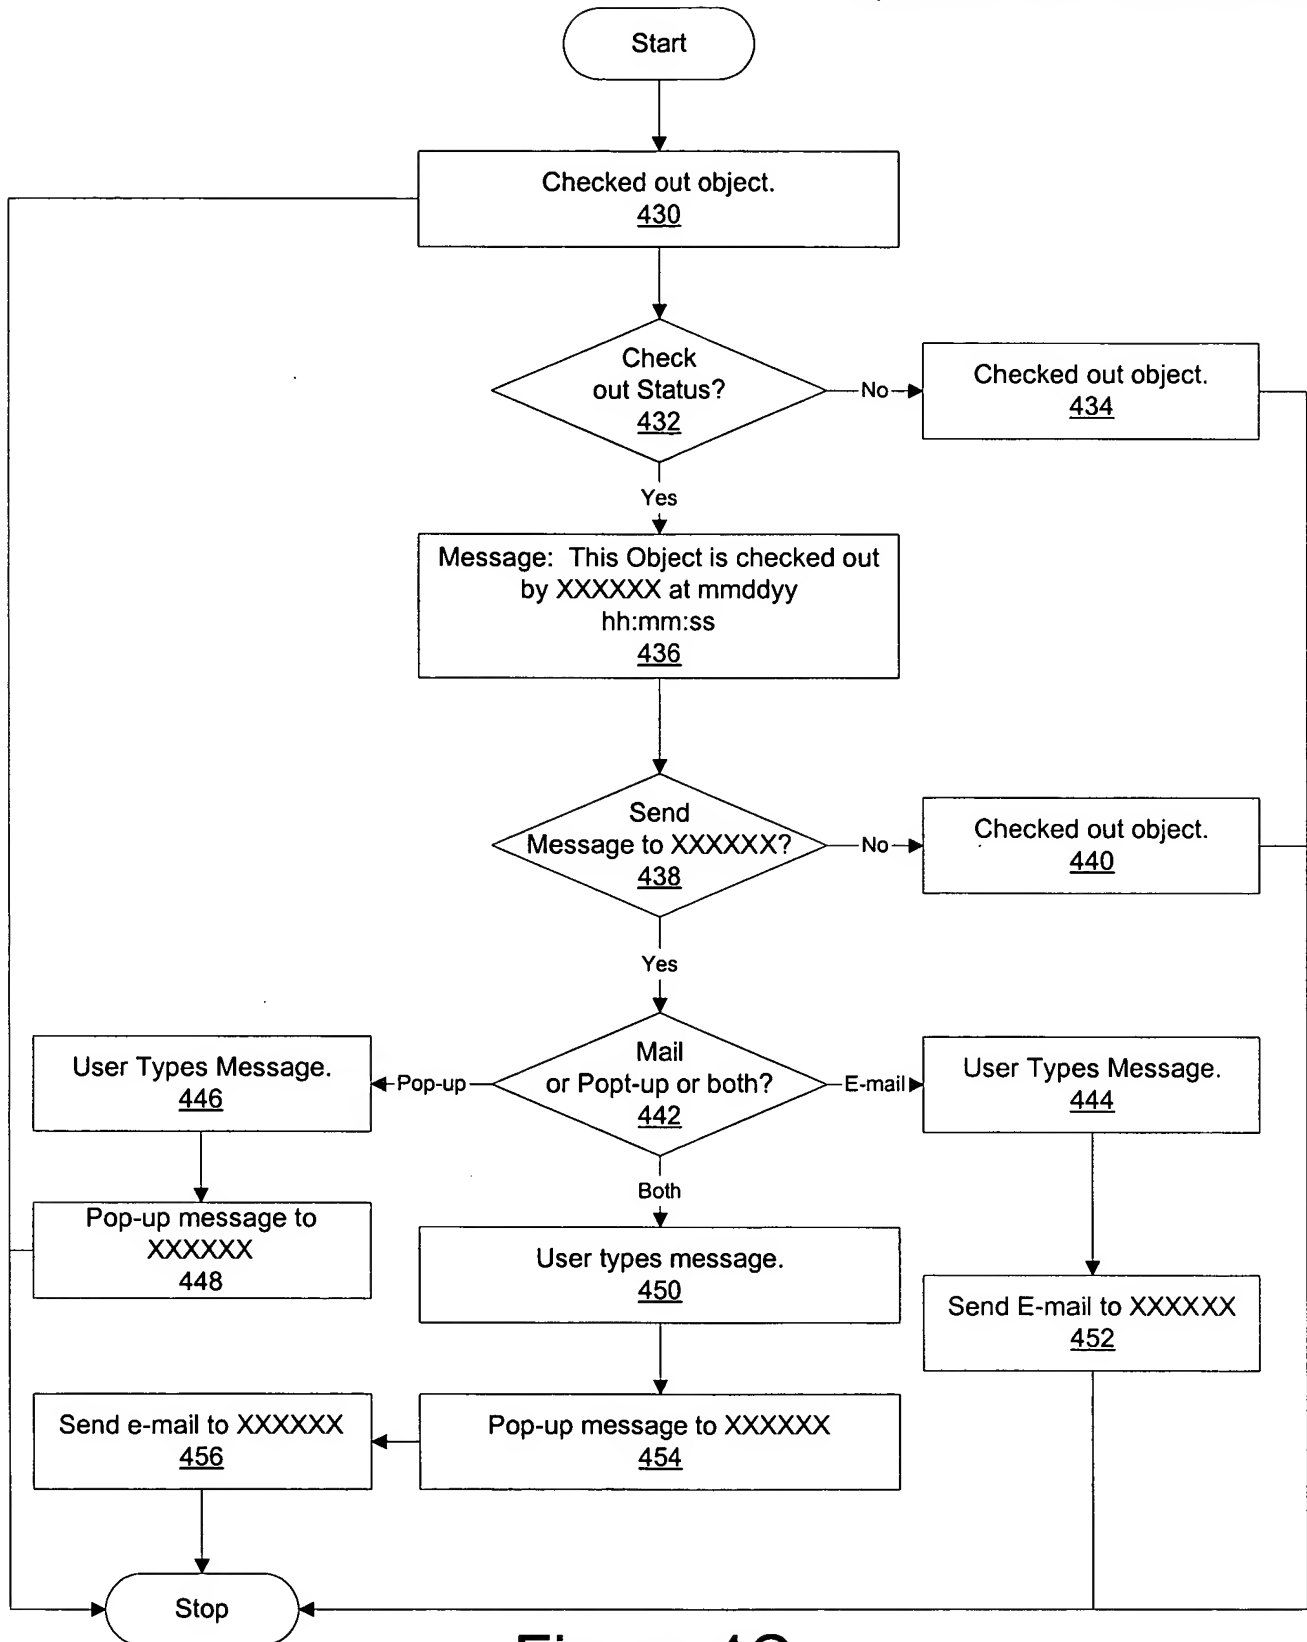 Start
Checked out object.
430
Check
out Status?
432
No
Checked out object.
434
Yes
Message: This Object is checked out
by XXXXXX at mmddyy
hh:mm:ss
436
Send
Message to XXXXXX?
438
No
Checked out object.
440
Yes
Mail
or Popt-up or both?
442
Pop-up
User Types Message.
446
E-mail
User Types Message.
444
Both
Pop-up message to
XXXXXX
448
User types message.
450
Send E-mail to XXXXXX
452
Pop-up message to XXXXXX
454
Send e-mail to XXXXXX
456
Stop